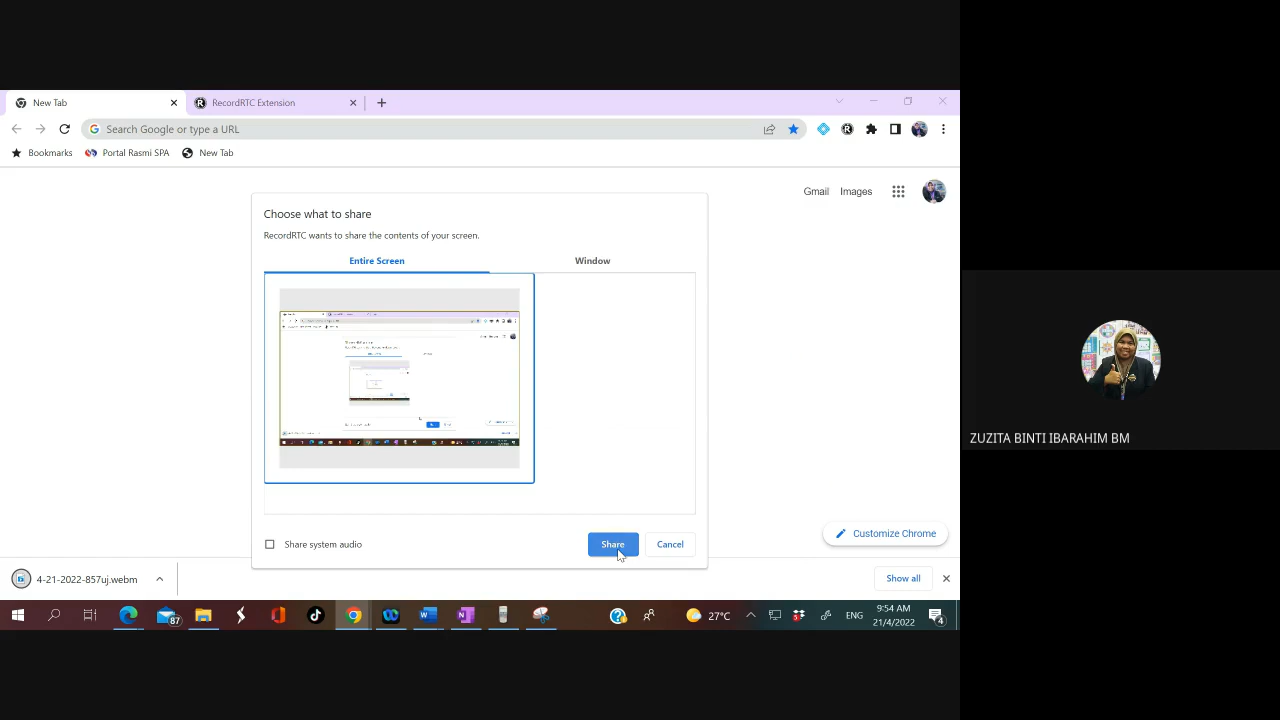 New Tab
RecordRTC Extension
Search Google or type a URL
Bookmarks
Portal Rasmi SPA
New Tab
Gmail
Images
Choose what to share
RecordRTC wants to share the contents of your screen.
Entire Screen
Window
ZUZITA BINTI IBARAHIM BM
Customize Chrome
Share system audio
Share
Cancel
4-21-2022-857uj.webm
Show all
87
27°C
5
ENG
9:54 AM
21/4/2022
4